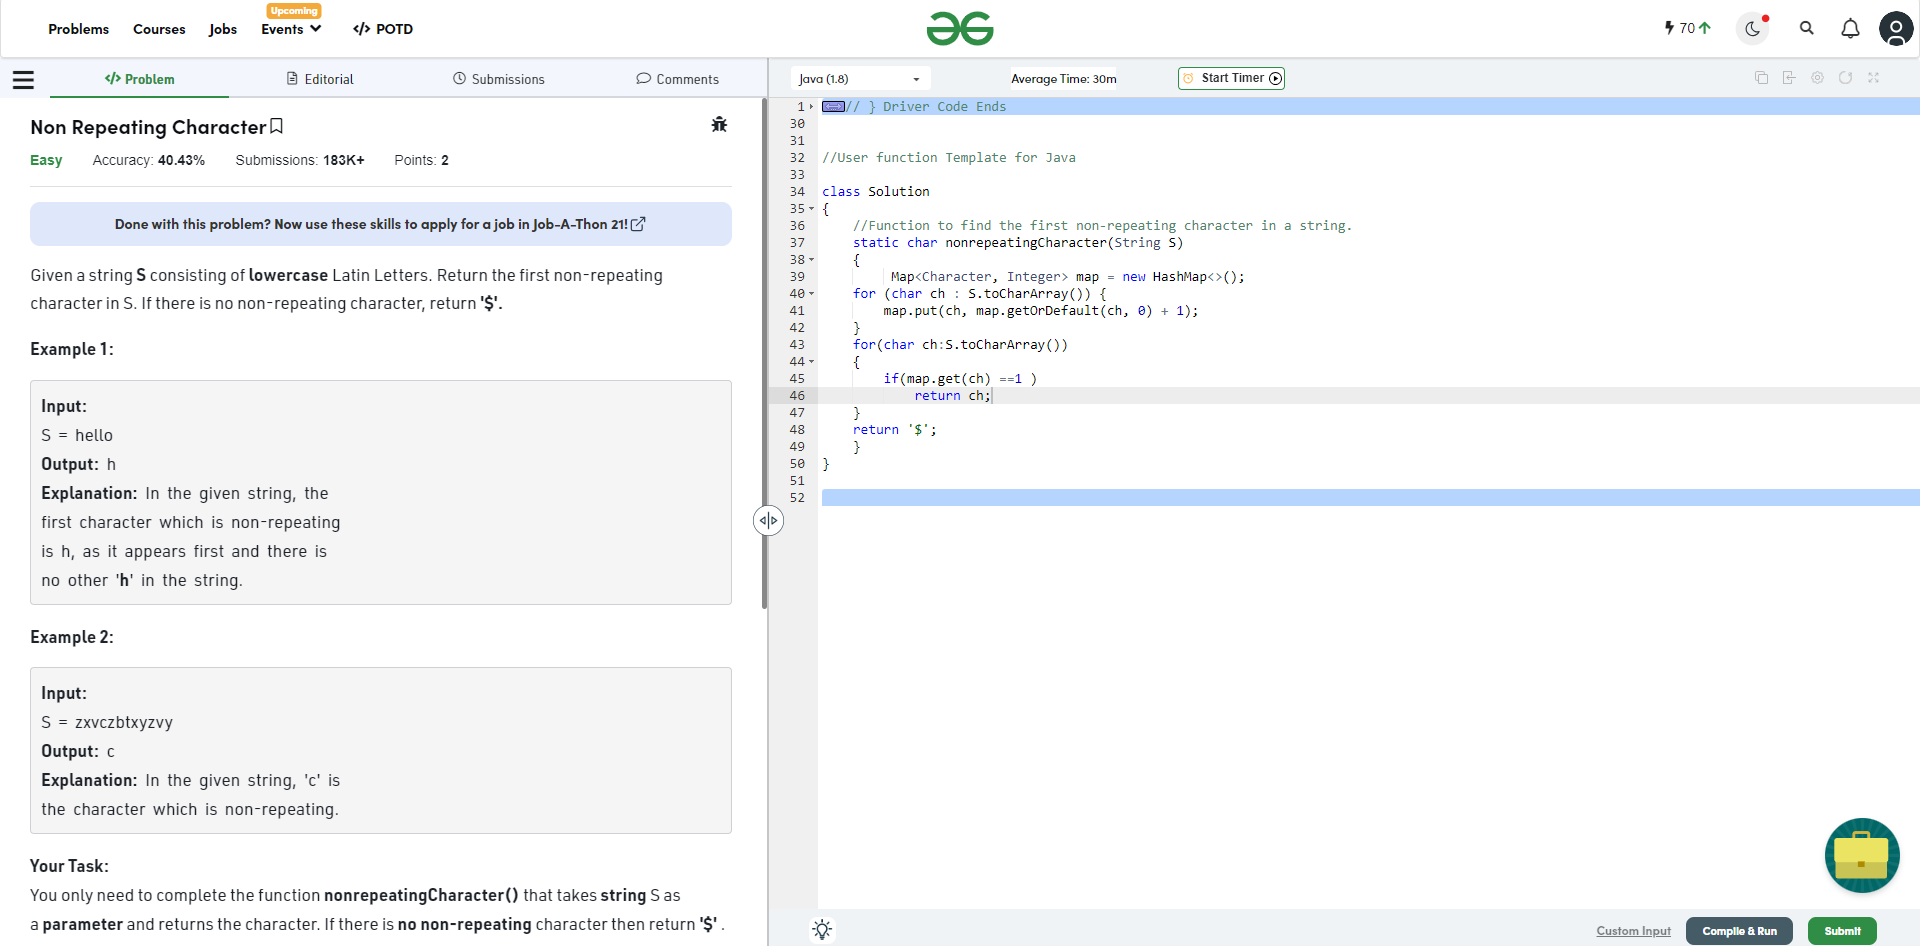 Problems Courses Jobs Upcoming Events </> POTD
70
</> Problem Editorial Submissions Comments
Non Repeating Character
Easy Accuracy: 40.43% Submissions: 183K+ Points: 2
Done with this problem? Now use these skills to apply for a job in Job-A-Thon 21!
Given a string S consisting of lowercase Latin Letters. Return the first non-repeating
character in S. If there is no non-repeating character, return '$'.
Example 1:
Input:
S = hello
Output: h
Explanation: In the given string, the
first character which is non-repeating
is h, as it appears first and there is
no other 'h' in the string.
Example 2:
Input:
S = zxvczbtxyzvy
Output: c
Explanation: In the given string, 'c' is
the character which is non-repeating.
Your Task:
You only need to complete the function nonrepeatingCharacter() that takes string S as
a parameter and returns the character. If there is no non-repeating character then return '$' .
Java (1.8) Average Time: 30m Start Timer
1 // } Driver Code Ends
30
31
32 //User function Template for Java
33
34 class Solution
35 {
36 //Function to find the first non-repeating character in a string.
37 static char nonrepeatingCharacter(String S)
38 {
39 Map<Character, Integer> map = new HashMap<>();
40 for (char ch : S.toCharArray()) {
41 map.put(ch, map.getOrDefault(ch, 0) + 1);
42 }
43 for(char ch:S.toCharArray())
44 {
45 if(map.get(ch) ==1 )
46 return ch;
47 }
48 return '$';
49 }
50 }
51
52
Custom Input Compile & Run Submit